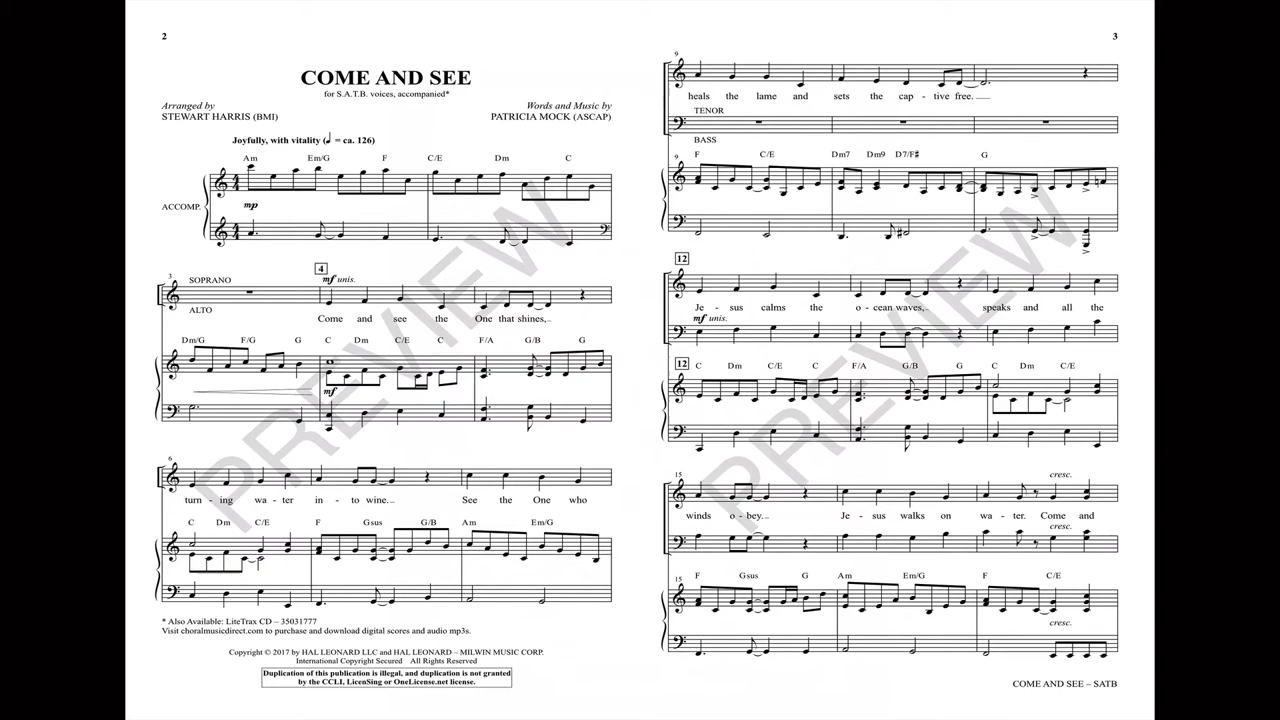 2
COME AND SEE
for S.A.T.B. voices, accompanied*
Arranged by
STEWART HARRIS (BMI)
Words and Music by
PATRICIA MOCK (ASCAP)
Joyfully, with vitality (♩ = ca. 126)
Am Em/G F C/E Dm C
ACCOMP.
mp
3 SOPRANO 4 mf unis.
ALTO
Come and see the One that shines,
Dm/G F/G G C Dm C/E C F/A G/B G
mf
6
turn - ing wa - ter in - to wine. See the One who
C Dm C/E F Gsus G/B Am Em/G
* Also Available: LiteTrax CD – 35031777
Visit choralmusicdirect.com to purchase and download digital scores and audio mp3s.
Copyright © 2017 by HAL LEONARD LLC and HAL LEONARD – MILWIN MUSIC CORP.
International Copyright Secured All Rights Reserved
Duplication of this publication is illegal, and duplication is not granted
by the CCLI, LicenSing or OneLicense.net license.
PREVIEW
3
9
heals the lame and sets the cap - tive free.
TENOR
BASS
9 F C/E Dm7 Dm9 D7/F# G
12
Je - sus calms the o - cean waves, speaks and all the
mf unis.
12 C Dm C/E C F/A G/B G C Dm C/E
15 cresc.
winds o - bey. Je - sus walks on wa - ter. Come and
cresc.
15 F Gsus G Am Em/G F C/E
cresc.
COME AND SEE – SATB
PREVIEW